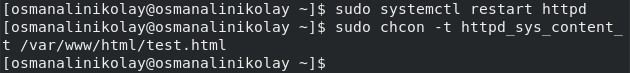 [osmanalinikolay@osmanalinikolay ~]$ sudo systemctl restart httpd
[osmanalinikolay@osmanalinikolay ~]$ sudo chcon -t httpd_sys_content_
t /var/www/html/test.html
[osmanalinikolay@osmanalinikolay ~]$